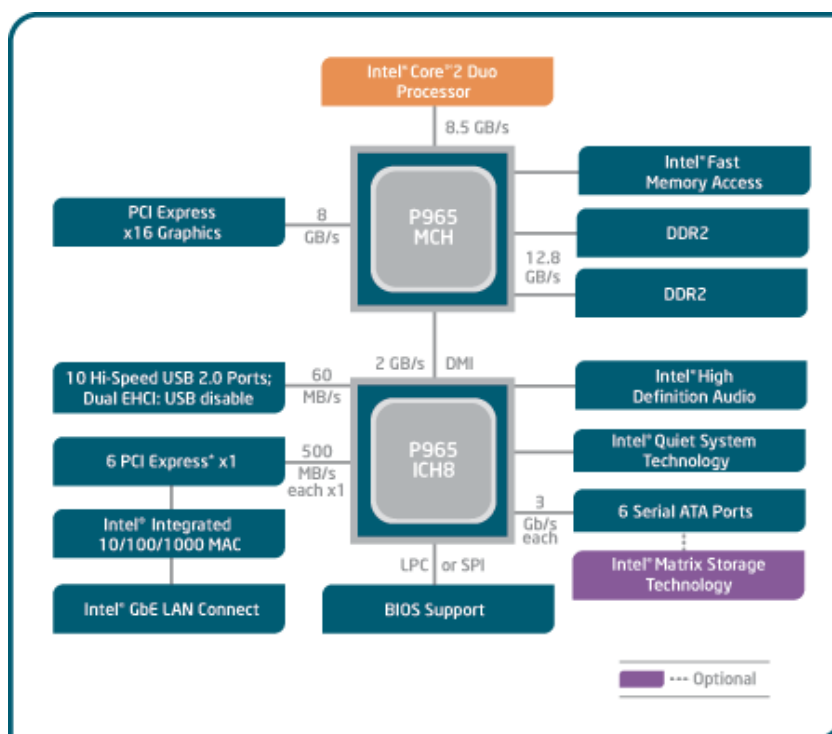 Intel® Core™2 Duo
Processor
8.5 GB/s
Intel® Fast
Memory Access
PCI Express
x16 Graphics
8
GB/s
P965
MCH
DDR2
12.8
GB/s
DDR2
2 GB/s DMI
10 Hi-Speed USB 2.0 Ports;
Dual EHCI: USB disable
60
MB/s
Intel® High
Definition Audio
6 PCI Express* x1
500
MB/s
each x1
P965
ICH8
Intel® Quiet System
Technology
3
Gb/s
each
6 Serial ATA Ports
Intel® Integrated
10/100/1000 MAC
Intel® Matrix Storage
Technology
LPC or SPI
Intel® GbE LAN Connect
BIOS Support
Optional